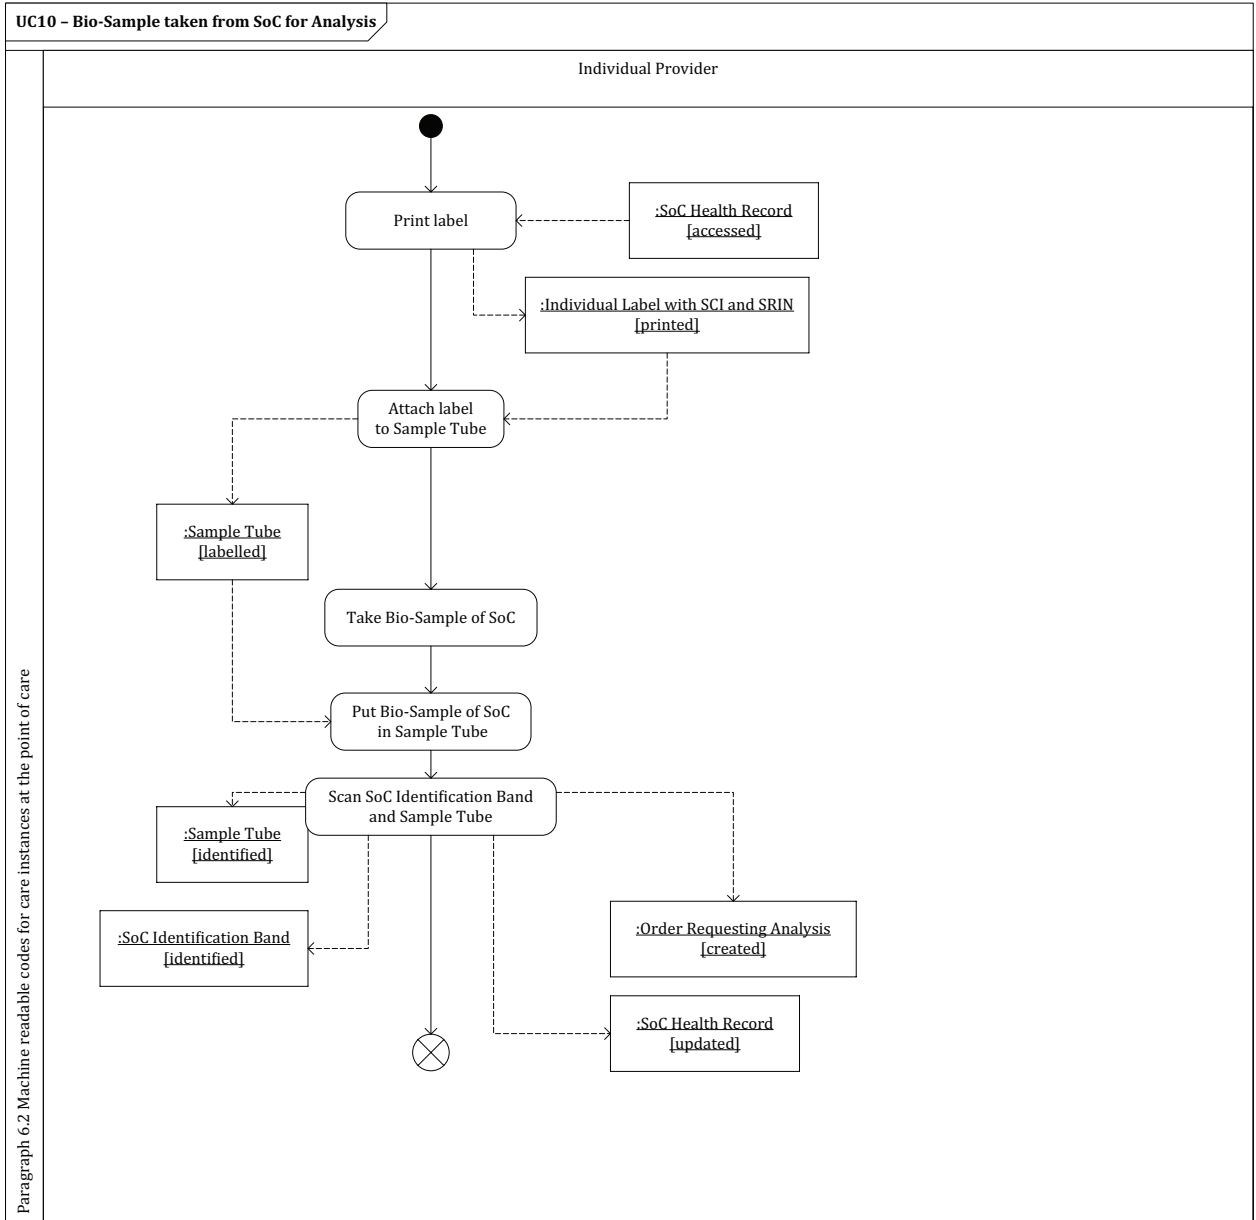 UC10 – Bio-Sample taken from SoC for Analysis
Individual Provider
Print label
:SoC Health Record
[accessed]
:Individual Label with SCI and SRIN
[printed]
Attach label
to Sample Tube
:Sample Tube
[labelled]
Take Bio-Sample of SoC
Put Bio-Sample of SoC
in Sample Tube
Scan SoC Identification Band
and Sample Tube
:Sample Tube
[identified]
:SoC Identification Band
[identified]
:Order Requesting Analysis
[created]
:SoC Health Record
[updated]
Paragraph 6.2 Machine readable codes for care instances at the point of care